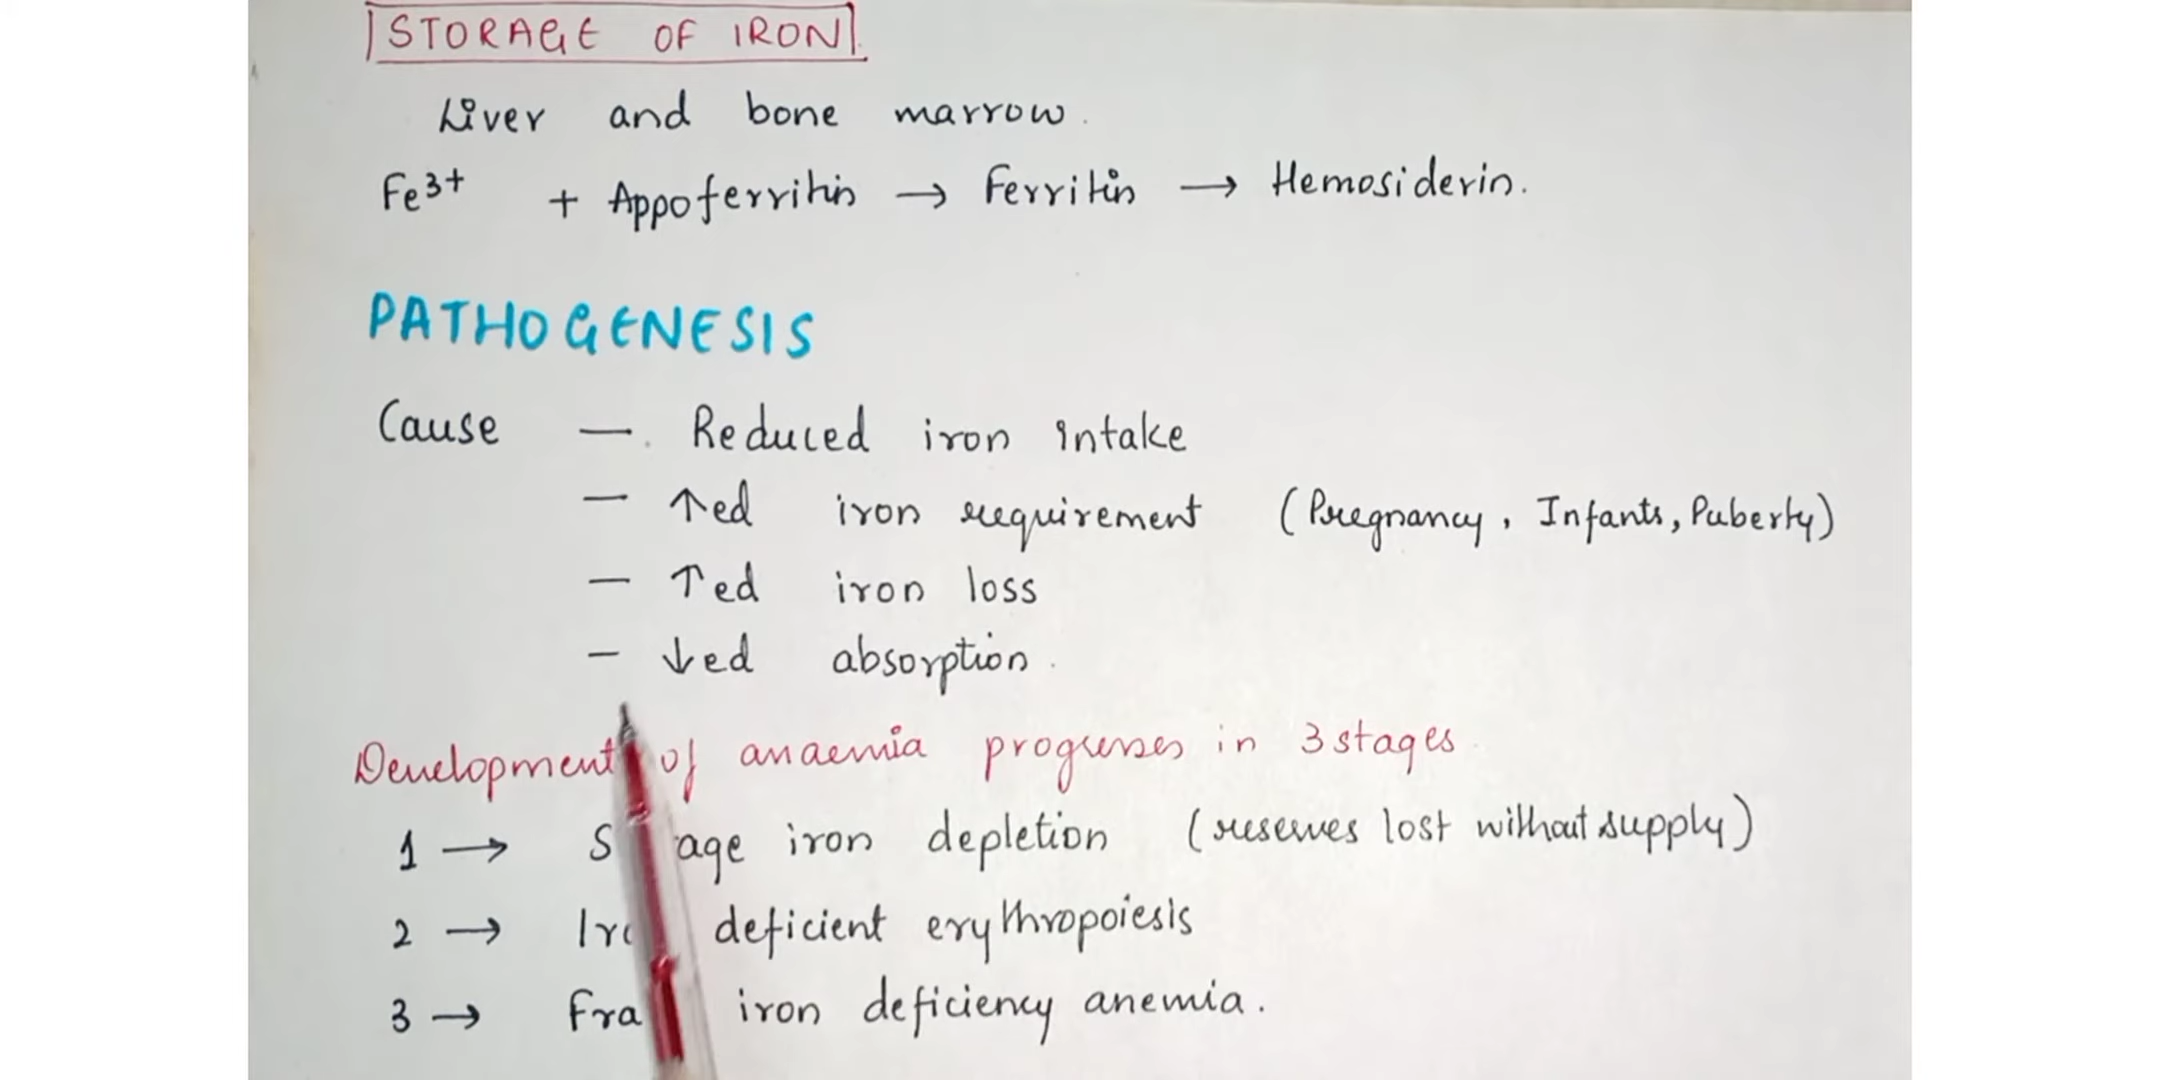 STORAGE OF IRON
Liver and bone marrow.
Fe3+ + Appoferritin → Ferritin → Hemosiderin.
PATHOGENESIS
Cause — Reduced iron intake
— ↑ed iron requirement (Pregnancy, Infants, Puberty)
— ↑ed iron loss
— ↓ed absorption.
Development of anaemia progresses in 3 stages
1 → iron depletion (reserves lost without supply)
2 → deficient erythropoiesis
3 → iron deficiency anemia.